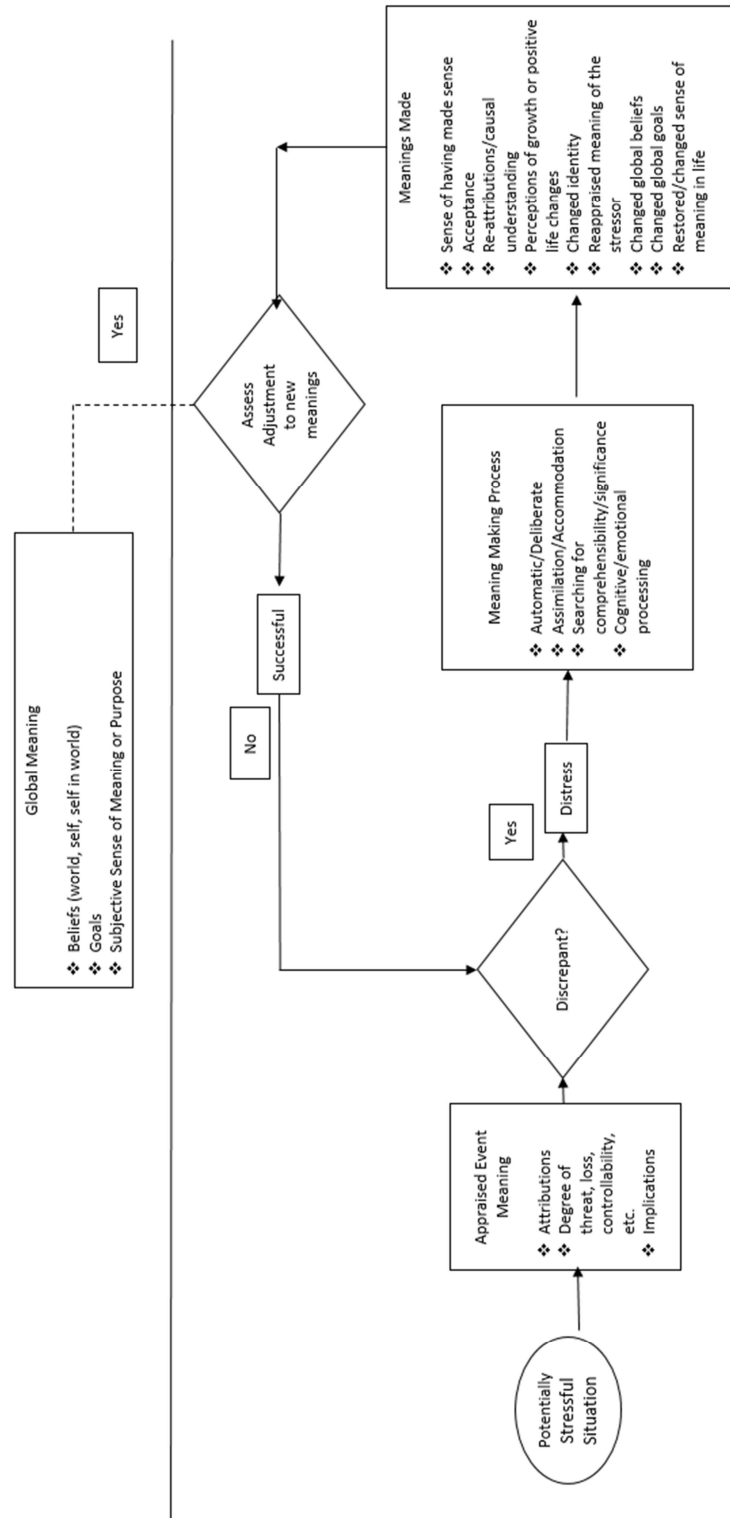 Global Meaning
❖ Beliefs (world, self, self in world)
❖ Goals
❖ Subjective Sense of Meaning or Purpose
Yes
Potentially
Stressful
Situation
Appraised Event
Meaning
❖ Attributions
❖ Degree of
threat, loss,
controllability,
etc.
❖ Implications
Discrepant?
Yes
Distress
Meaning Making Process
❖ Automatic/Deliberate
❖ Assimilation/Accommodation
❖ Searching for
comprehensibility/significance
❖ Cognitive/emotional
processing
Meanings Made
❖ Sense of having made sense
❖ Acceptance
❖ Re-attributions/causal
understanding
❖ Perceptions of growth or positive
life changes
❖ Changed identity
❖ Reappraised meaning of the
stressor
❖ Changed global beliefs
❖ Changed global goals
❖ Restored/changed sense of
meaning in life
Assess
Adjustment
to new
meanings
Successful
No